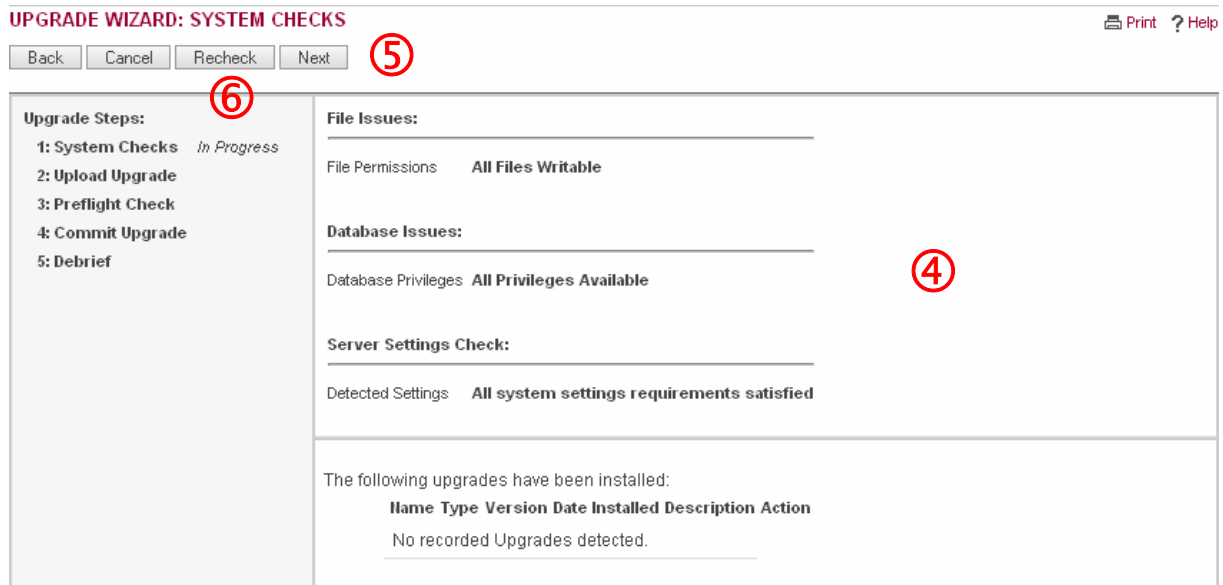 UPGRADE WIZARD: SYSTEM CHECKS
Print ? Help
Back Cancel Recheck Next ⑤
⑥
Upgrade Steps:
1: System Checks In Progress
2: Upload Upgrade
3: Preflight Check
4: Commit Upgrade
5: Debrief
File Issues:
File Permissions All Files Writable
Database Issues:
Database Privileges All Privileges Available
④
Server Settings Check:
Detected Settings All system settings requirements satisfied
The following upgrades have been installed:
Name Type Version Date Installed Description Action
No recorded Upgrades detected.